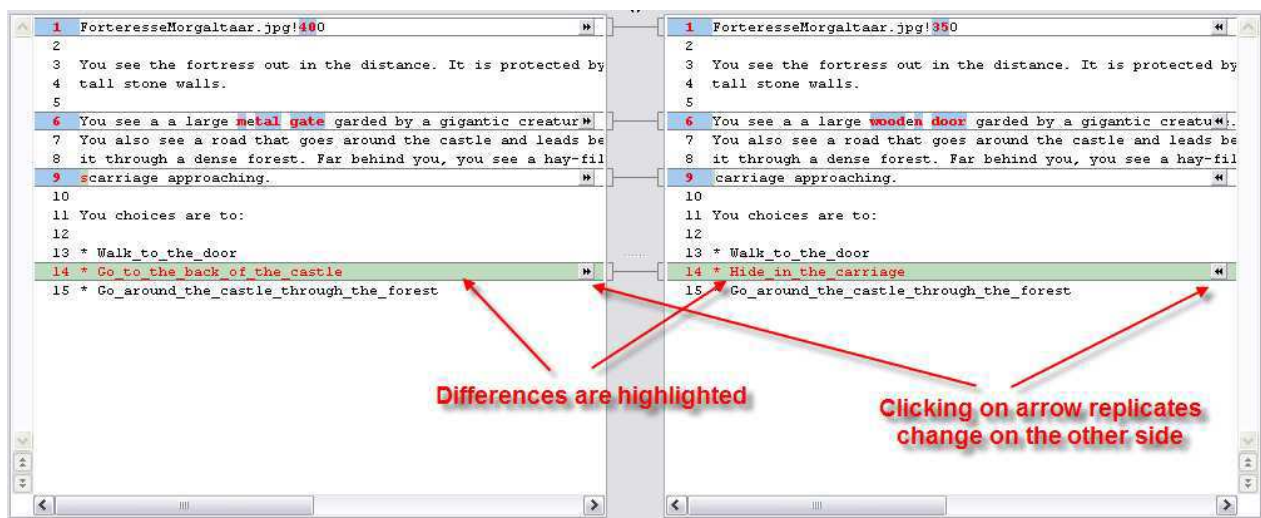 1 ForteresseMorgaltaar.jpg!400
2
3 You see the fortress out in the distance. It is protected by
4 tall stone walls.
5
6 You see a a large metal gate garded by a gigantic creatur
7 You also see a road that goes around the castle and leads be
8 it through a dense forest. Far behind you, you see a hay-fil
9 scarriage approaching.
10
11 You choices are to:
12
13 * Walk_to_the_door
14 * Go_to_the_back_of_the_castle
15 * Go_around_the_castle_through_the_forest
1 ForteresseMorgaltaar.jpg!350
2
3 You see the fortress out in the distance. It is protected by
4 tall stone walls.
5
6 You see a a large wooden door garded by a gigantic creatu
7 You also see a road that goes around the castle and leads be
8 it through a dense forest. Far behind you, you see a hay-fil
9 carriage approaching.
10
11 You choices are to:
12
13 * Walk_to_the_door
14 * Hide_in_the_carriage
15 * Go_around_the_castle_through_the_forest
Differences are highlighted
Clicking on arrow replicates
change on the other side